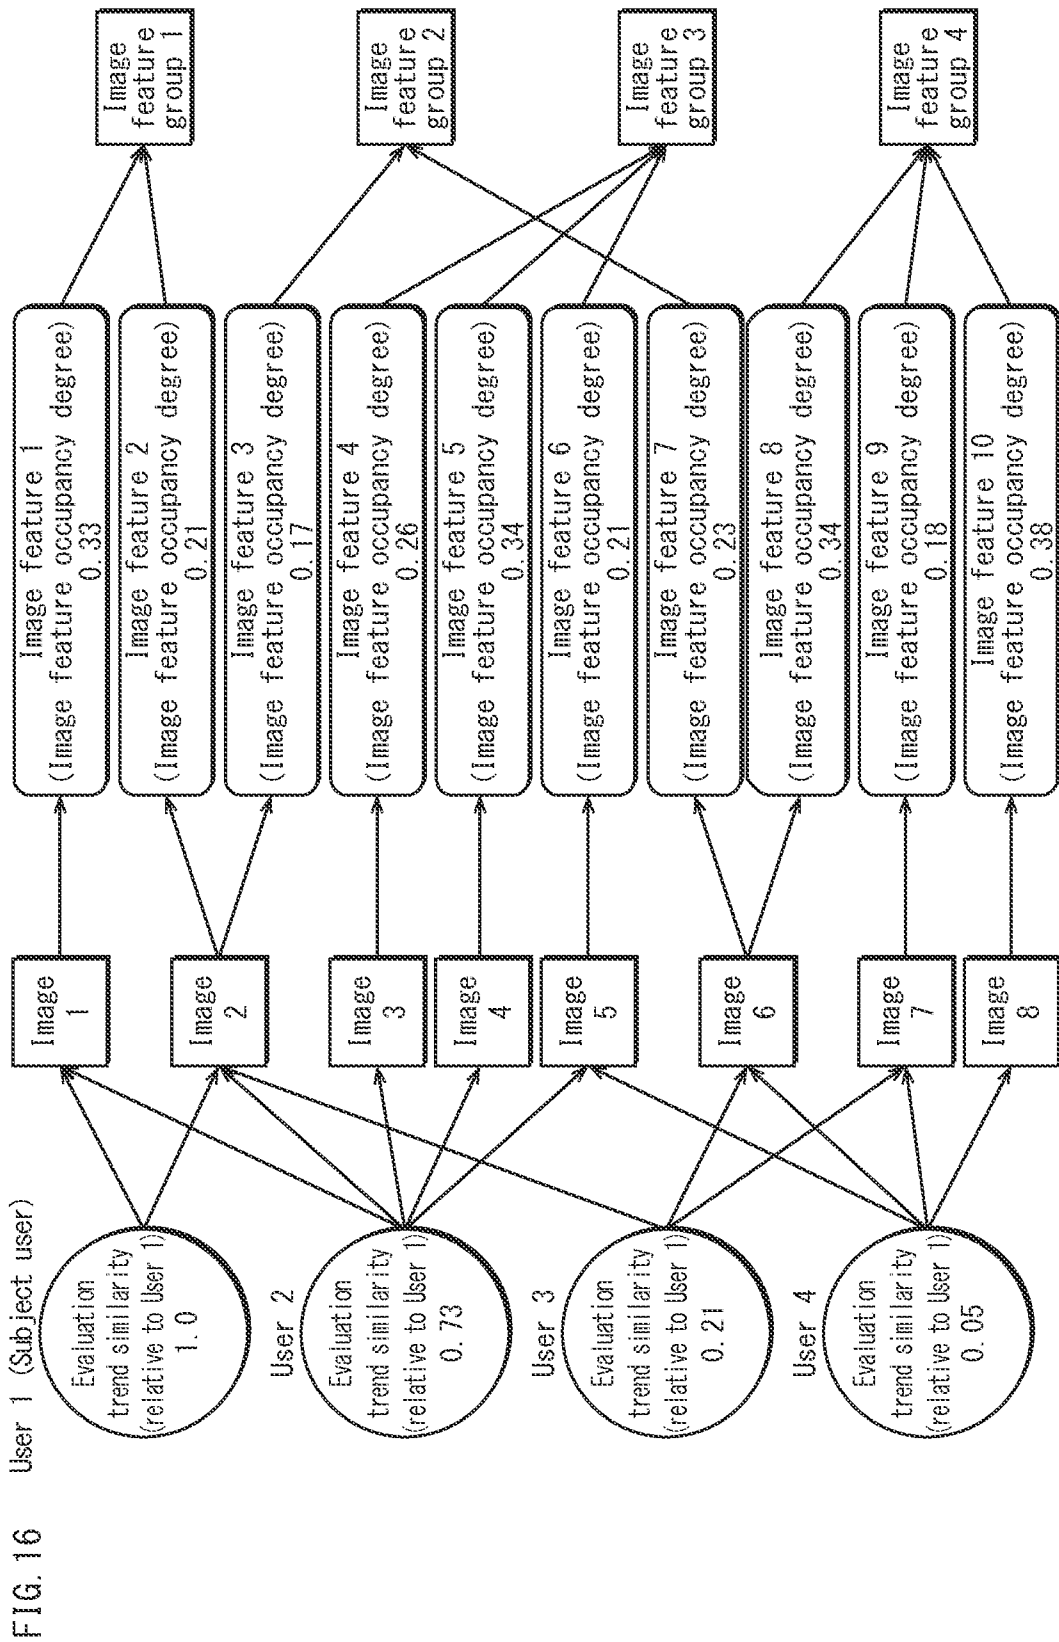 FIG. 16
User 1 (Subject user)
Evaluation
trend similarity
(relative to User 1)
1.0
User 2
Evaluation
trend similarity
(relative to User 1)
0.73
User 3
Evaluation
trend similarity
(relative to User 1)
0.21
User 4
Evaluation
trend similarity
(relative to User 1)
0.05
Image
1
Image
2
Image
3
Image
4
Image
5
Image
6
Image
7
Image
8
Image feature 1
(Image feature occupancy degree)
0.33
Image feature 2
(Image feature occupancy degree)
0.21
Image feature 3
(Image feature occupancy degree)
0.17
Image feature 4
(Image feature occupancy degree)
0.26
Image feature 5
(Image feature occupancy degree)
0.34
Image feature 6
(Image feature occupancy degree)
0.21
Image feature 7
(Image feature occupancy degree)
0.23
Image feature 8
(Image feature occupancy degree)
0.34
Image feature 9
(Image feature occupancy degree)
0.18
Image feature 10
(Image feature occupancy degree)
0.38
Image
feature
group 1
Image
feature
group 2
Image
feature
group 3
Image
feature
group 4